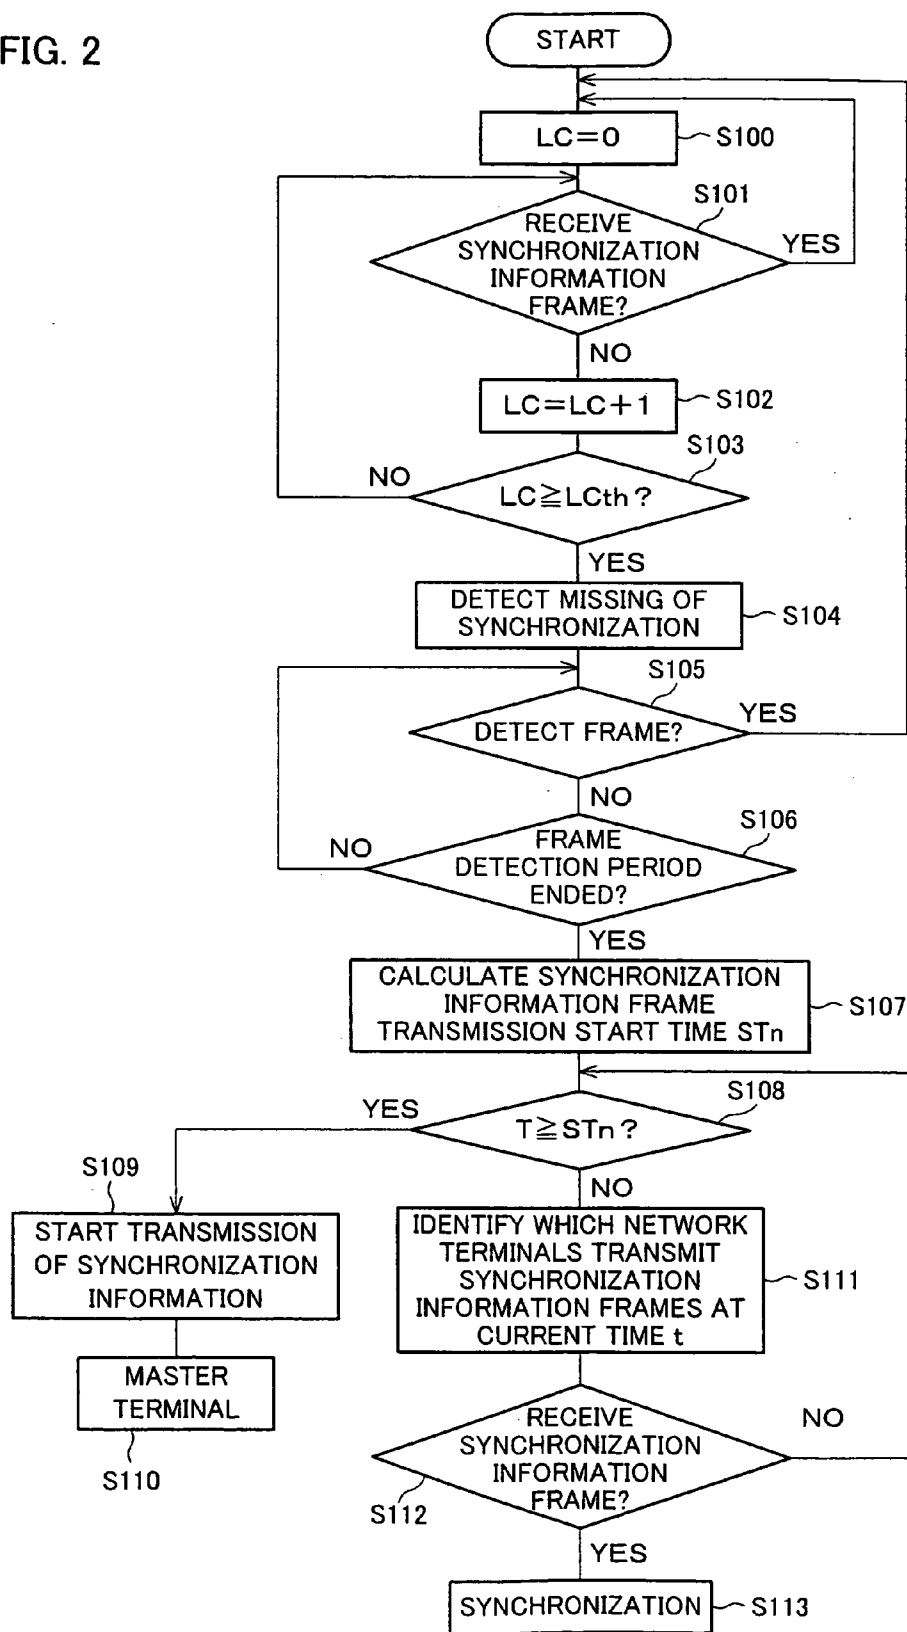 FIG. 2
START
LC=0
S100
S101
RECEIVE
SYNCHRONIZATION
INFORMATION
FRAME?
YES
NO
LC=LC+1
S102
S103
NO
LC≧LCth?
YES
DETECT MISSING OF
SYNCHRONIZATION
S104
S105
DETECT FRAME?
YES
NO
S106
NO
FRAME
DETECTION PERIOD
ENDED?
YES
CALCULATE SYNCHRONIZATION
INFORMATION FRAME
TRANSMISSION START TIME STn
S107
S108
YES
T≧STn?
NO
S109
START TRANSMISSION
OF SYNCHRONIZATION
INFORMATION
MASTER
TERMINAL
S110
IDENTIFY WHICH NETWORK
TERMINALS TRANSMIT
SYNCHRONIZATION
INFORMATION FRAMES AT
CURRENT TIME t
S111
RECEIVE
SYNCHRONIZATION
INFORMATION
FRAME?
NO
S112
YES
SYNCHRONIZATION
S113